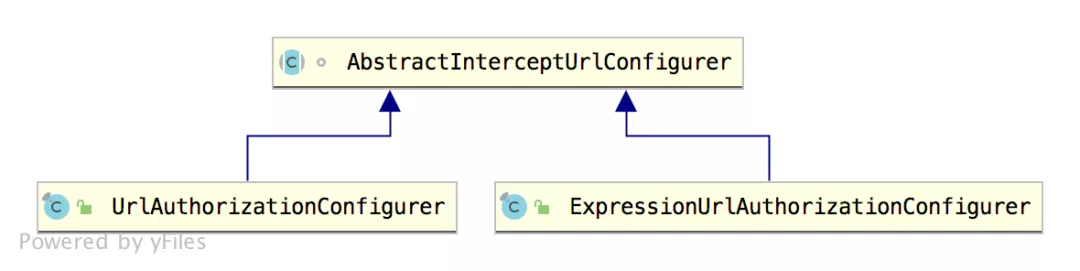 AbstractInterceptUrlConfigurer
UrlAuthorizationConfigurer
ExpressionUrlAuthorizationConfigurer
Powered by yFiles